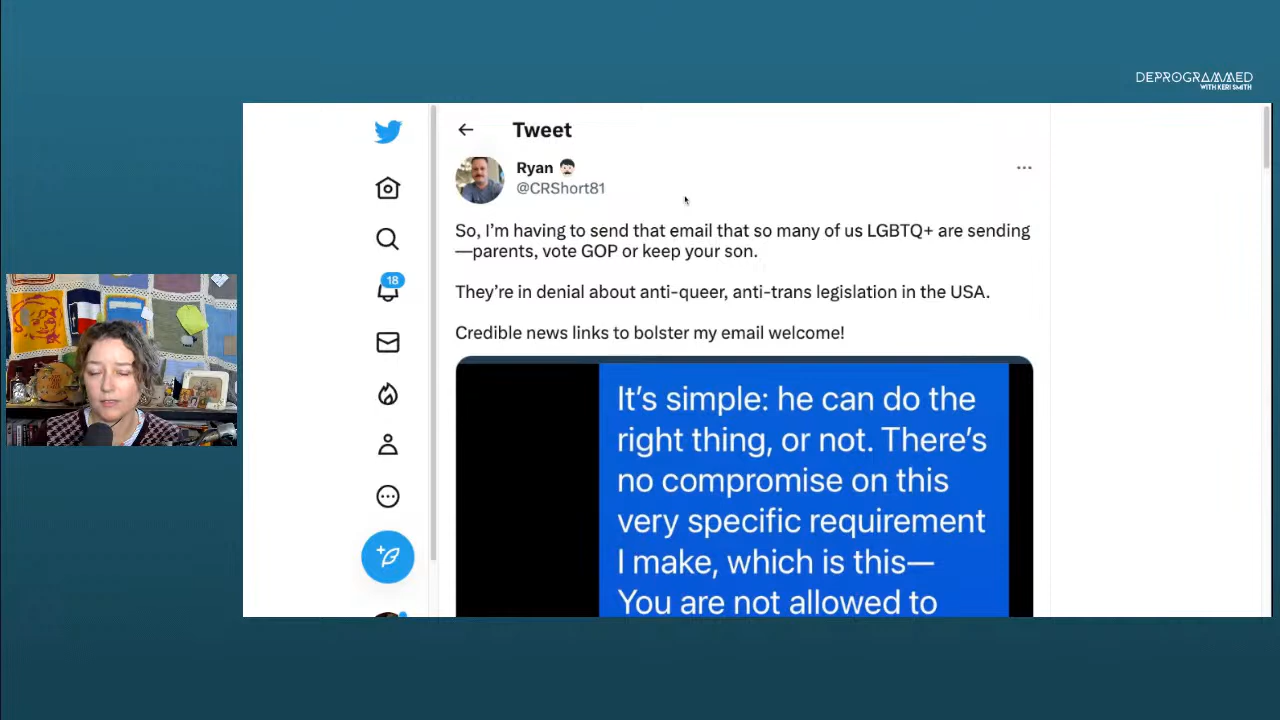 DEPROGRAMMED
WITH KERI SMITH
Tweet
Ryan
@CRShort81
So, I'm having to send that email that so many of us LGBTQ+ are sending
—parents, vote GOP or keep your son.
They're in denial about anti-queer, anti-trans legislation in the USA.
Credible news links to bolster my email welcome!
18
It's simple: he can do the
right thing, or not. There's
no compromise on this
very specific requirement
I make, which is this—
You are not allowed to